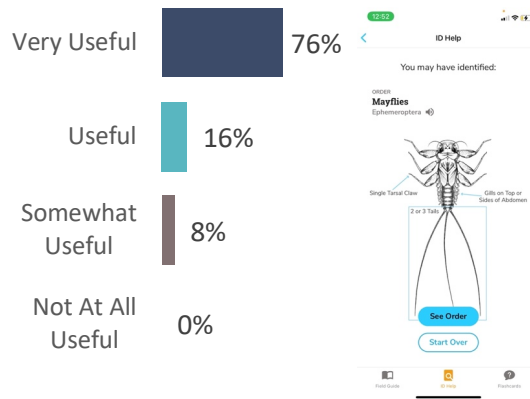 Very Useful
76%
Useful
16%
Somewhat
Useful
8%
Not At All
Useful
0%
12:52
ID Help
You may have identified:
ORDER
Mayflies
Ephemeroptera
Single Tarsal Claw
Gills on Top or
Sides of Abdomen
2 or 3 Tails
See Order
Start Over
Field Guide
ID Help
Flashcards